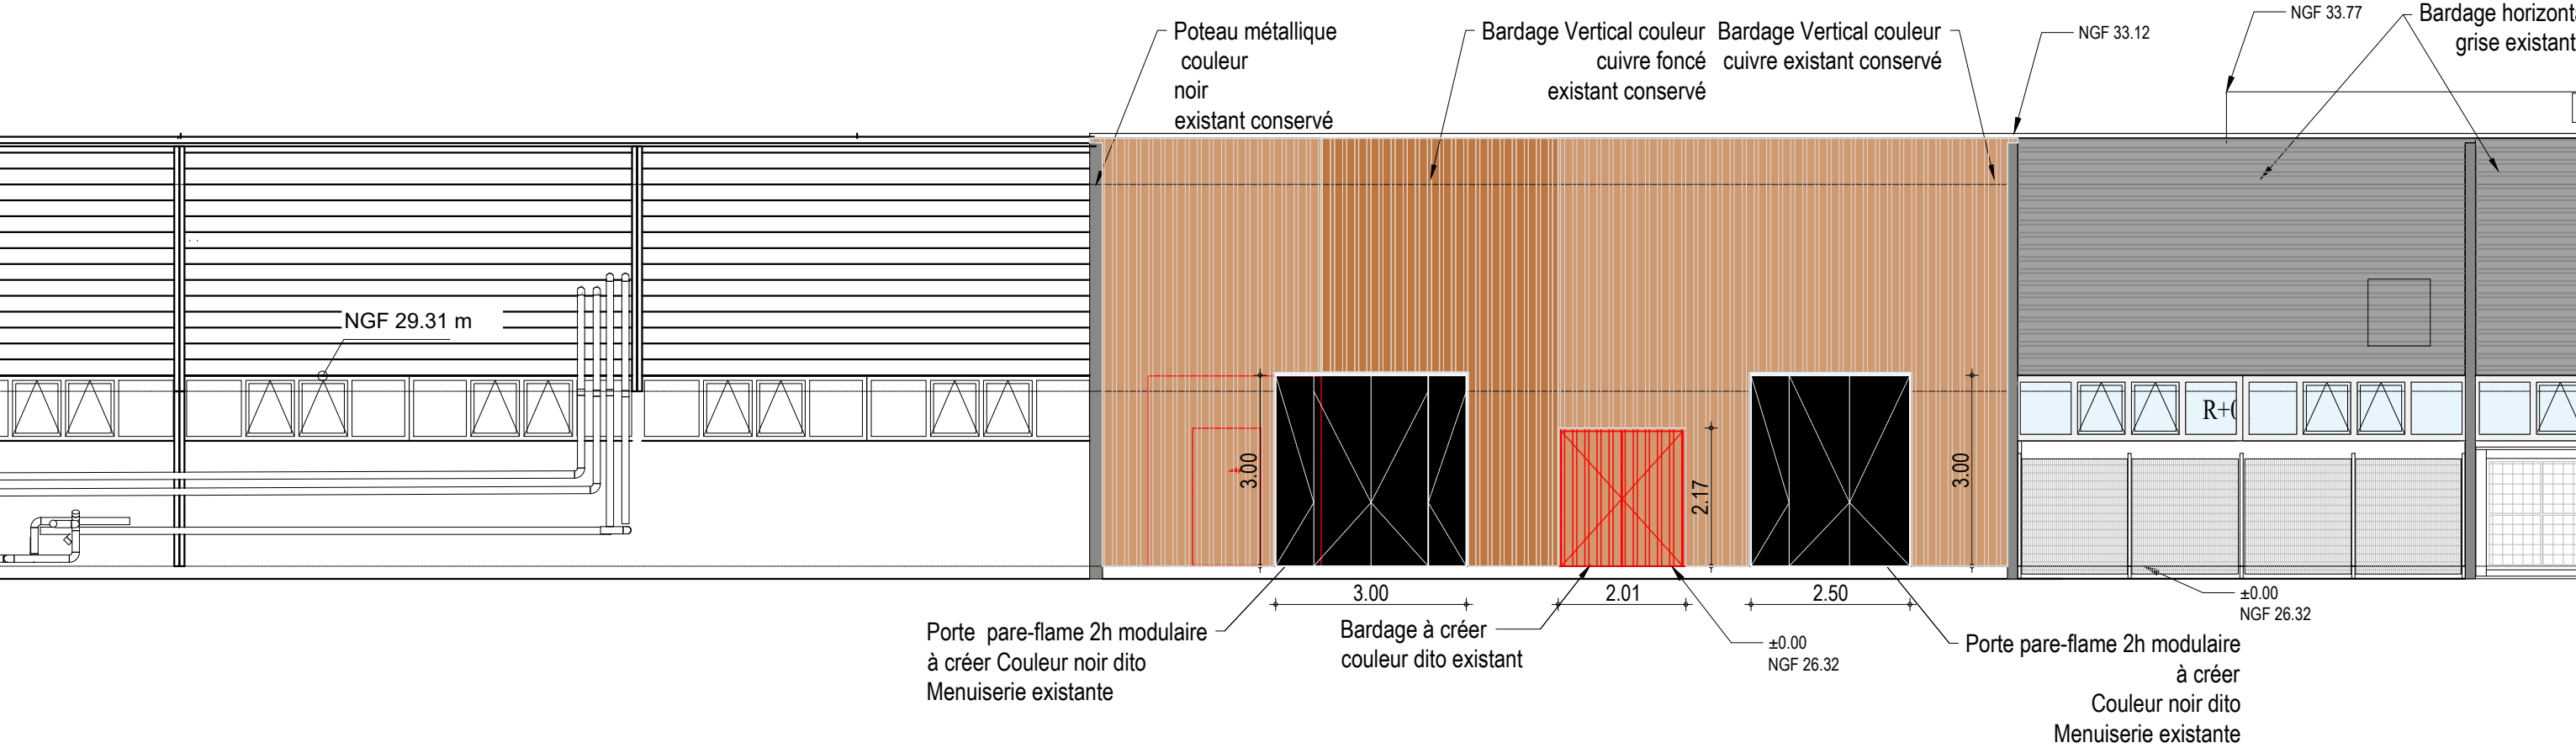 Poteau métallique
couleur
noir
existant conservé
Bardage Vertical couleur
cuivre foncé
existant conservé
Bardage Vertical couleur
cuivre existant conservé
NGF 33.12
NGF 33.77
Bardage horizont
grise existant
NGF 29.31 m
R+
3.00
2.17
3.00
3.00
2.01
2.50
Porte pare-flame 2h modulaire
à créer Couleur noir dito
Menuiserie existante
Bardage à créer
couleur dito existant
±0.00
NGF 26.32
Porte pare-flame 2h modulaire
à créer
Couleur noir dito
Menuiserie existante
±0.00
NGF 26.32